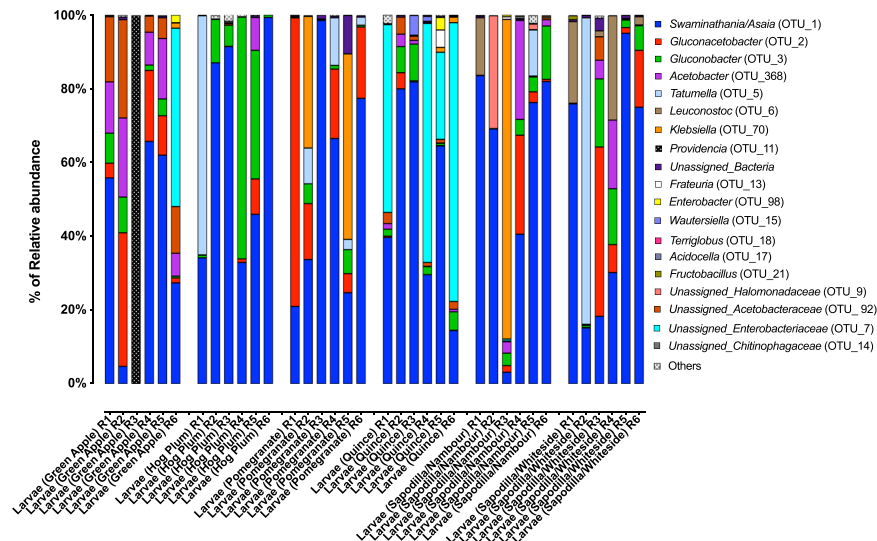 % of Relative abundance
100%
80%
60%
40%
20%
0%
Swaminathania/Asaia (OTU_1)
Gluconacetobacter (OTU_2)
Gluconobacter (OTU_3)
Acetobacter (OTU_368)
Tatumella (OTU_5)
Leuconostoc (OTU_6)
Klebsiella (OTU_70)
Providencia (OTU_11)
Unassigned_Bacteria
Frateuria (OTU_13)
Enterobacter (OTU_98)
Wautersiella (OTU_15)
Terriglobus (OTU_18)
Acidocella (OTU_17)
Fructobacillus (OTU_21)
Unassigned_Halomonadaceae (OTU_9)
Unassigned_Acetobacteraceae (OTU_ 92)
Unassigned_Enterobacteriaceae (OTU_7)
Unassigned_Chitinophagaceae (OTU_14)
Others
Larvae (Green Apple) R1
Larvae (Green Apple) R2
Larvae (Green Apple) R3
Larvae (Green Apple) R4
Larvae (Green Apple) R5
Larvae (Green Apple) R6
Larvae (Hog Plum) R1
Larvae (Hog Plum) R2
Larvae (Hog Plum) R3
Larvae (Hog Plum) R4
Larvae (Hog Plum) R5
Larvae (Hog Plum) R6
Larvae (Pomegranate) R1
Larvae (Pomegranate) R2
Larvae (Pomegranate) R3
Larvae (Pomegranate) R4
Larvae (Pomegranate) R5
Larvae (Pomegranate) R6
Larvae (Quince) R1
Larvae (Quince) R2
Larvae (Quince) R3
Larvae (Quince) R4
Larvae (Quince) R5
Larvae (Quince) R6
Larvae (Sapodilla/Nambour) R1
Larvae (Sapodilla/Nambour) R2
Larvae (Sapodilla/Nambour) R3
Larvae (Sapodilla/Nambour) R4
Larvae (Sapodilla/Nambour) R5
Larvae (Sapodilla/Nambour) R6
Larvae (Sapodilla/Whiteside) R1
Larvae (Sapodilla/Whiteside) R2
Larvae (Sapodilla/Whiteside) R3
Larvae (Sapodilla/Whiteside) R4
Larvae (Sapodilla/Whiteside) R5
Larvae (Sapodilla/Whiteside) R6